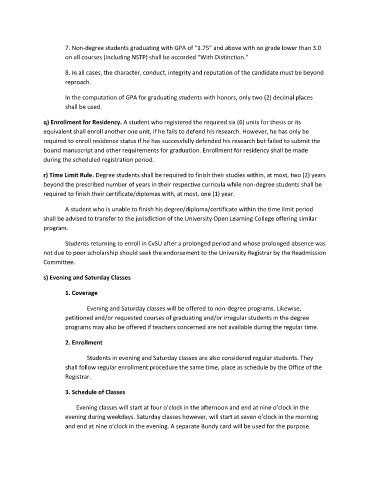 7. Non-degree students graduating with GPA of "1.75" and above with no grade lower than 3.0
on all courses (including NSTP) shall be accorded "With Distinction."
8. In all cases, the character, conduct, integrity and reputation of the candidate must be beyond
reproach.
In the computation of GPA for graduating students with honors, only two (2) decimal places
shall be used.
q) Enrollment for Residency. A student who registered the required six (6) units for thesis or its
equivalent shall enroll another one unit, if he fails to defend his research. However, he has only be
required to enroll residence status if he has successfully defended his research but failed to submit the
bound manuscript and other requirements for graduation. Enrollment for residency shall be made
during the scheduled registration period.
r) Time Limit Rule. Degree students shall be required to finish their studies within, at most, two (2) years
beyond the prescribed number of years in their respective curricula while non-degree students shall be
required to finish their certificate/diplomas with, at most, one (1) year.
A student who is unable to finish his degree/diploma/certificate within the time limit period
shall be advised to transfer to the jurisdiction of the University Open Learning College offering similar
program.
Students returning to enroll in CvSU after a prolonged period and whose prolonged absence was
not due to poor scholarship should seek the endorsement to the University Registrar by the Readmission
Committee.
s) Evening and Saturday Classes
1. Coverage
Evening and Saturday classes will be offered to non-degree programs. Likewise,
petitioned and/or requested courses of graduating and/or irregular students in the degree
programs may also be offered if teachers concerned are not available during the regular time.
2. Enrollment
Students in evening and Saturday classes are also considered regular students. They
shall follow regular enrollment procedure the same time, place as schedule by the Office of the
Registrar.
3. Schedule of Classes
Evening classes will start at four o'clock in the afternoon and end at nine o'clock in the
evening during weekdays. Saturday classes however, will start at seven o'clock in the morning
and end at nine o'clock in the evening. A separate Bundy card will be used for the purpose.